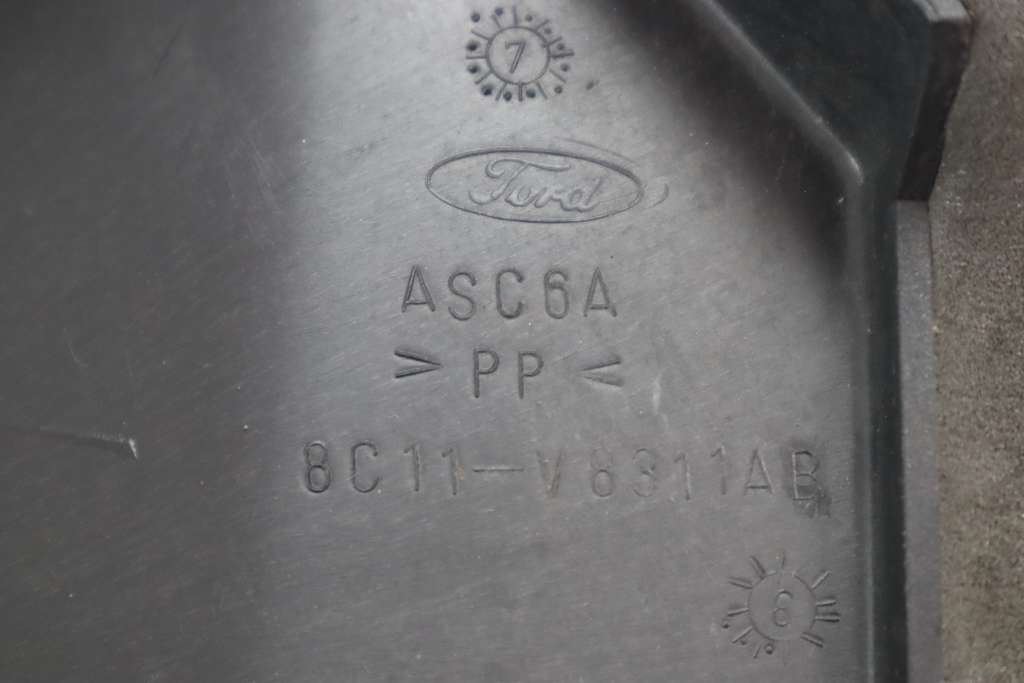 7
Ford
ASC6A
> PP <
8C11-V8311AB
8